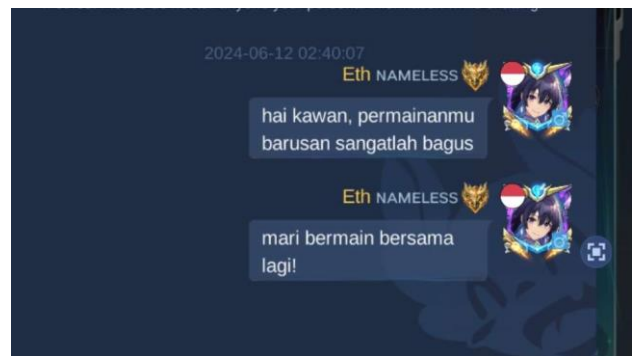 2024-06-12 02:40:07
Eth NAMELESS
hai kawan, permainanmu
barusan sangatlah bagus
Eth NAMELESS
mari bermain bersama
lagi!